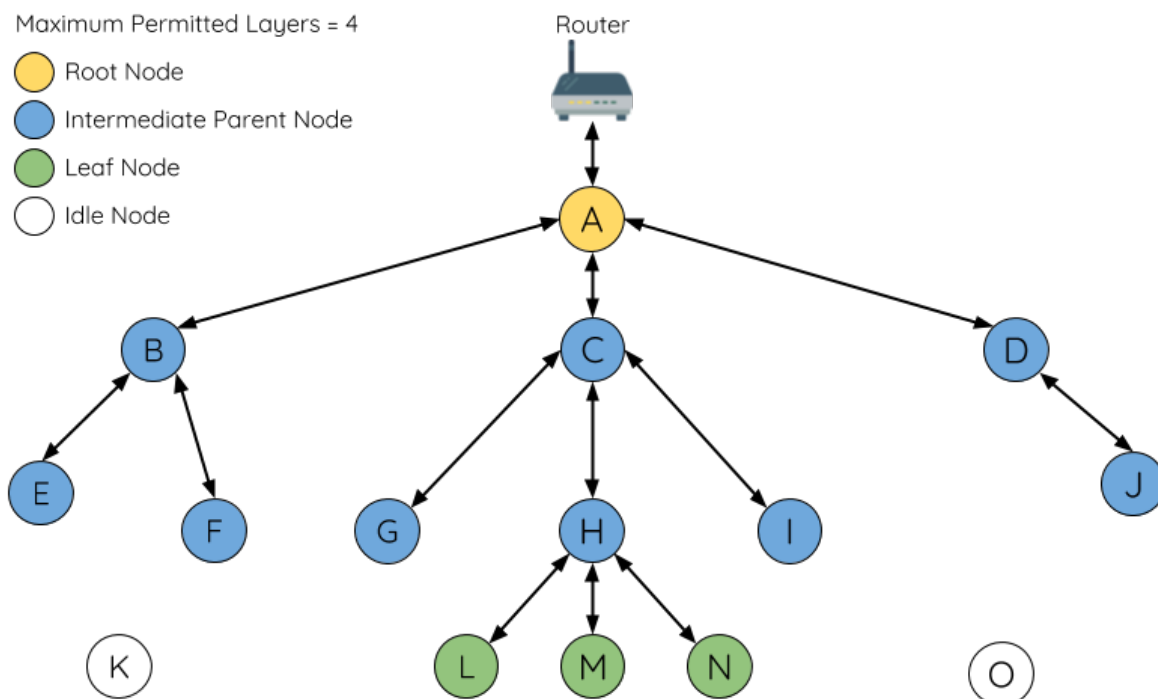 Maximum Permitted Layers = 4
Router
Root Node
Intermediate Parent Node
Leaf Node
Idle Node
A
B
C
D
E
F
G
H
I
J
K
L
M
N
O